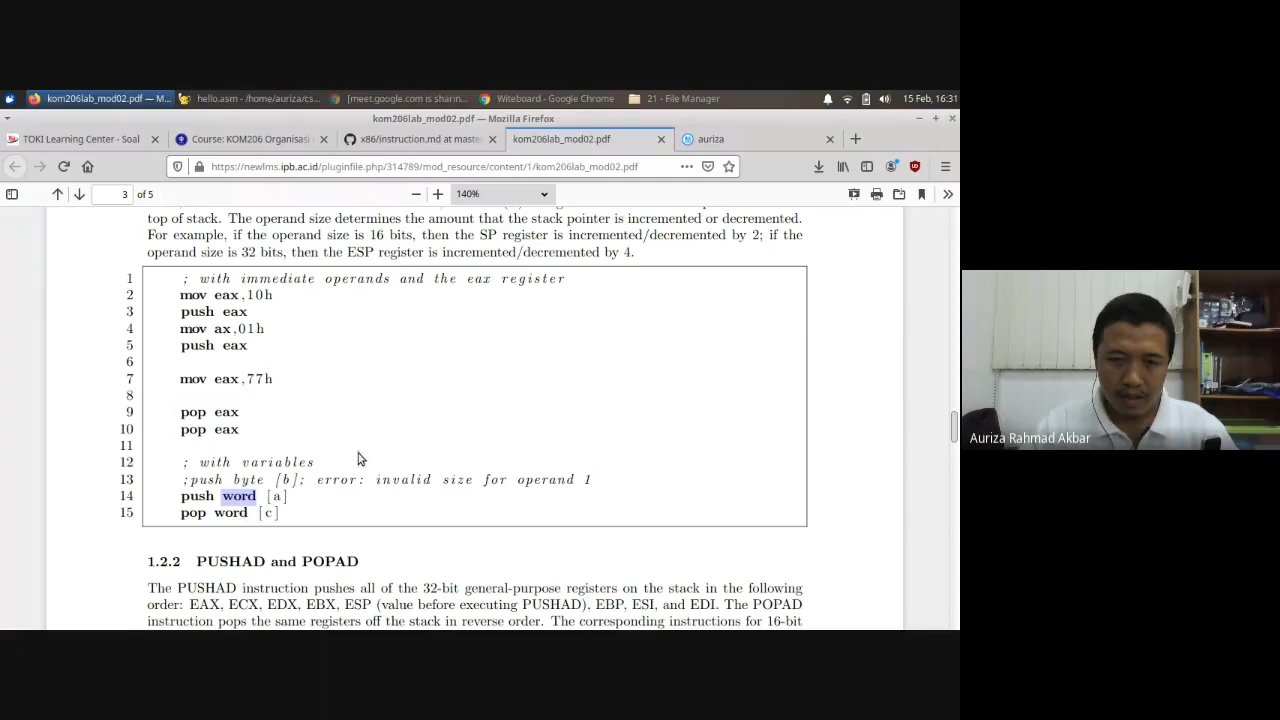 kom206lab_mod02.pdf — M...
hello.asm - /home/auriza/cs...
[meet.google.com is sharin...
Witeboard - Google Chrome
21 - File Manager
15 Feb, 16:31
kom206lab_mod02.pdf — Mozilla Firefox
TOKI Learning Center - Soal
Course: KOM206 Organisasi
x86/instruction.md at maste
kom206lab_mod02.pdf
auriza
https://newlms.ipb.ac.id/pluginfile.php/314789/mod_resource/content/1/kom206lab_mod02.pdf
3 of 5
140%
top of stack. The operand size determines the amount that the stack pointer is incremented or decremented.
For example, if the operand size is 16 bits, then the SP register is incremented/decremented by 2; if the
operand size is 32 bits, then the ESP register is incremented/decremented by 4.
1 ; with immediate operands and the eax register
2 mov eax,10h
3 push eax
4 mov ax,01h
5 push eax
6
7 mov eax,77h
8
9 pop eax
10 pop eax
11
12 ; with variables
13 ;push byte [b]; error: invalid size for operand 1
14 push word [a]
15 pop word [c]
1.2.2 PUSHAD and POPAD
The PUSHAD instruction pushes all of the 32-bit general-purpose registers on the stack in the following
order: EAX, ECX, EDX, EBX, ESP (value before executing PUSHAD), EBP, ESI, and EDI. The POPAD
instruction pops the same registers off the stack in reverse order. The corresponding instructions for 16-bit
Auriza Rahmad Akbar